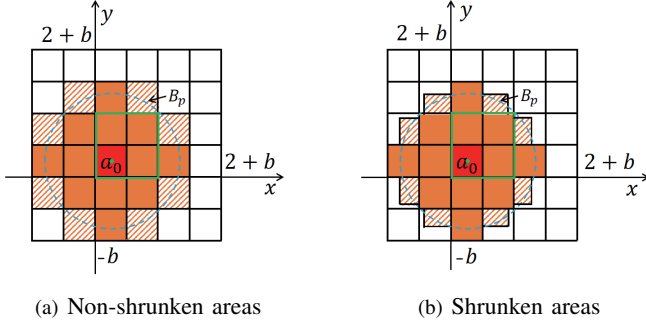 y
2 + b
B_p
a_0
2 + b
x
-b
(a) Non-shrunken areas
y
2 + b
B_p
a_0
2 + b
x
-b
(b) Shrunken areas